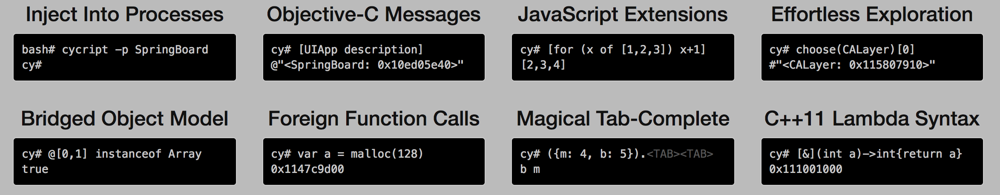 Inject Into Processes
bash# cycript -p SpringBoard
cy#
Objective-C Messages
cy# [UIApp description]
@"<SpringBoard: 0x10ed05e40>"
JavaScript Extensions
cy# [for (x of [1,2,3]) x+1]
[2,3,4]
Effortless Exploration
cy# choose(CALayer)[0]
#"<CALayer: 0x115807910>"
Bridged Object Model
cy# @[0,1] instanceof Array
true
Foreign Function Calls
cy# var a = malloc(128)
0x1147c9d00
Magical Tab-Complete
cy# ({m: 4, b: 5}).<TAB><TAB>
b m
C++11 Lambda Syntax
cy# [&](int a)->int{return a}
0x111001000